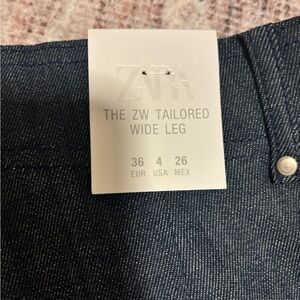 ZARA
THE ZW TAILORED
WIDE LEG
36 4 26
EUR USA MEX